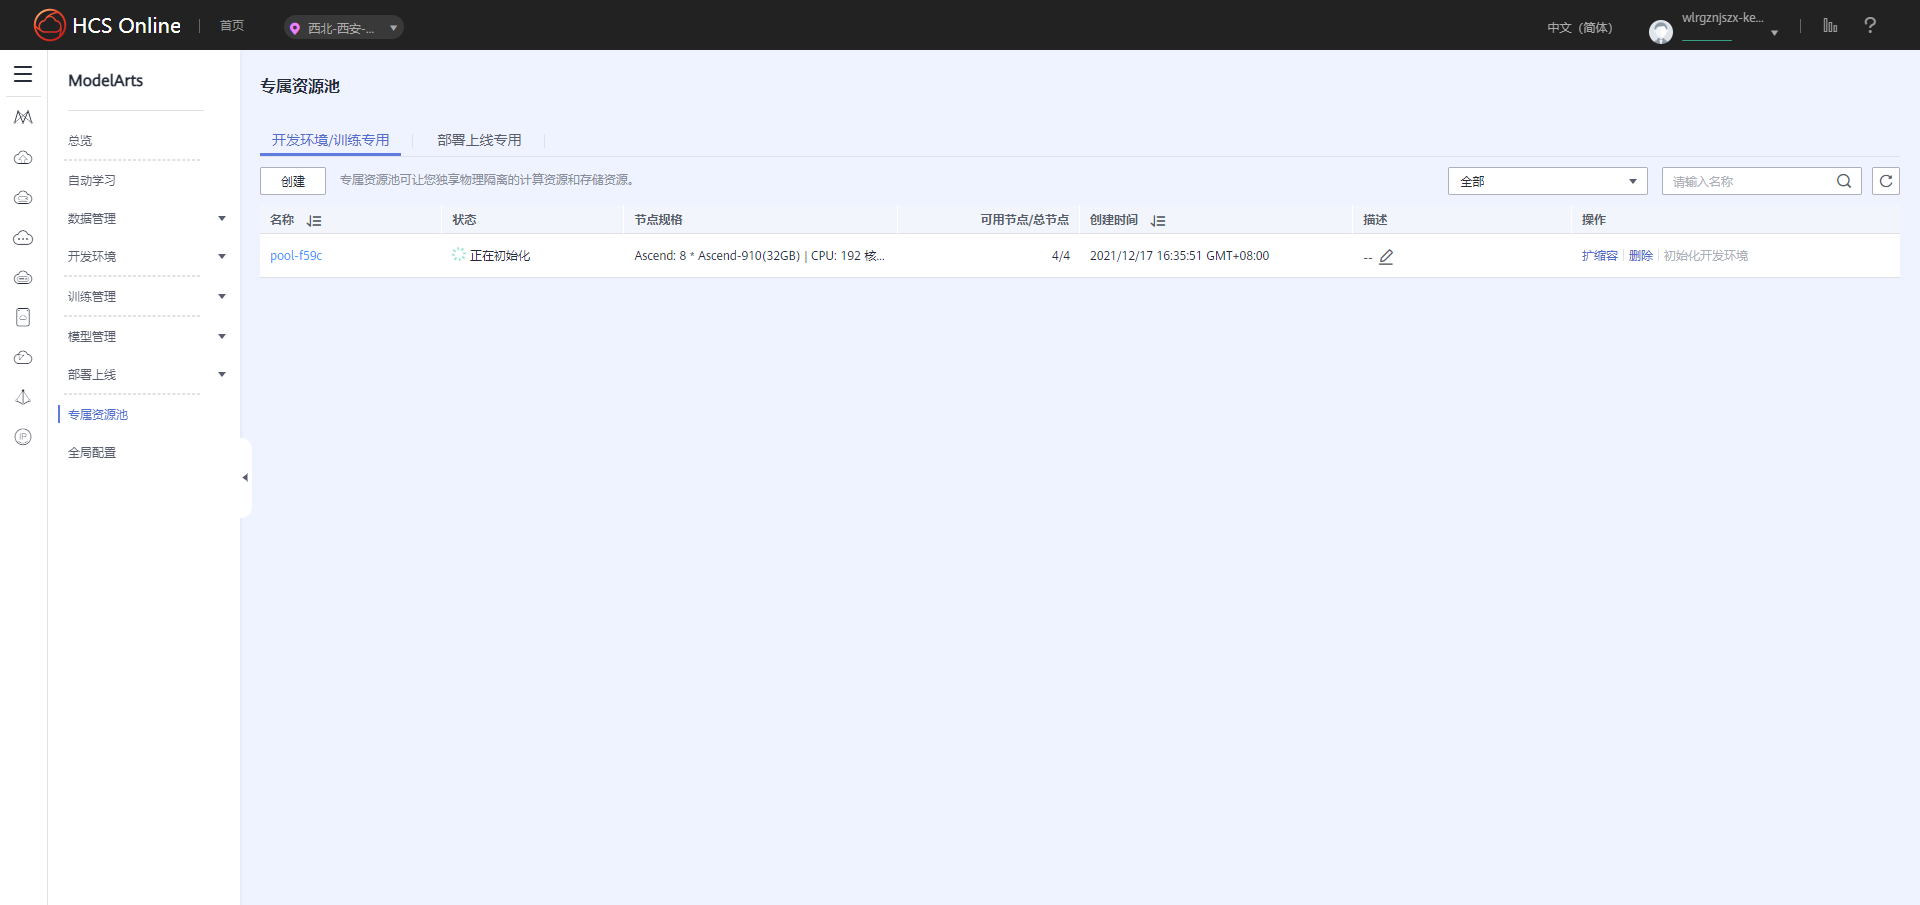 HCS Online
首页
西北-西安-...
中文（简体）
wlrgznjszx-ke...
ModelArts
总览
自动学习
数据管理
开发环境
训练管理
模型管理
部署上线
专属资源池
全局配置
专属资源池
开发环境/训练专用
部署上线专用
创建
专属资源池可让您独享物理隔离的计算资源和存储资源。
全部
请输入名称
名称 状态 节点规格 可用节点/总节点 创建时间 描述 操作
pool-f59c 正在初始化 Ascend: 8 * Ascend-910(32GB) | CPU: 192 核... 4/4 2021/12/17 16:35:51 GMT+08:00 -- 扩缩容 删除 初始化开发环境
IP